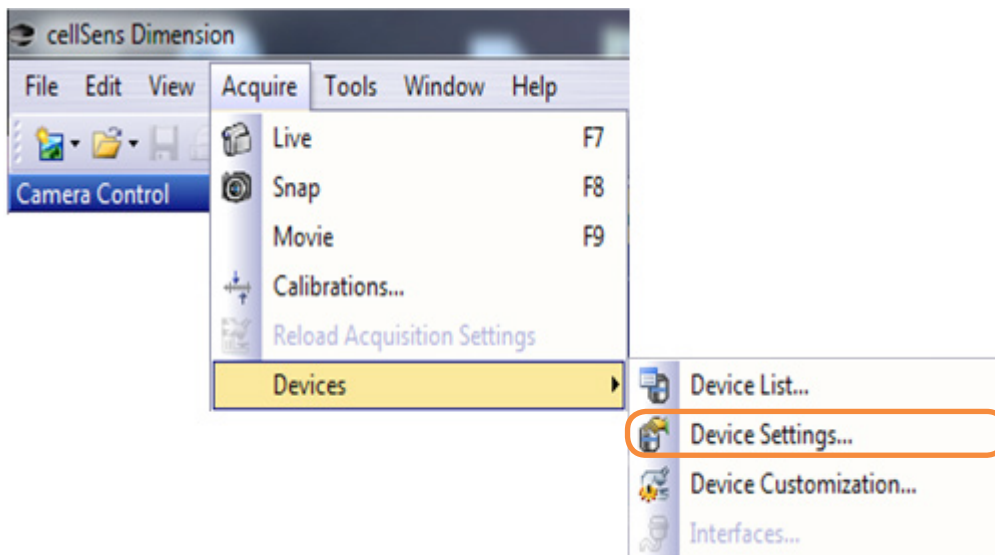 cellSens Dimension
File Edit View Acquire Tools Window Help
Camera Control
Live F7
Snap F8
Movie F9
Calibrations...
Reload Acquisition Settings
Devices
Device List...
Device Settings...
Device Customization...
Interfaces...